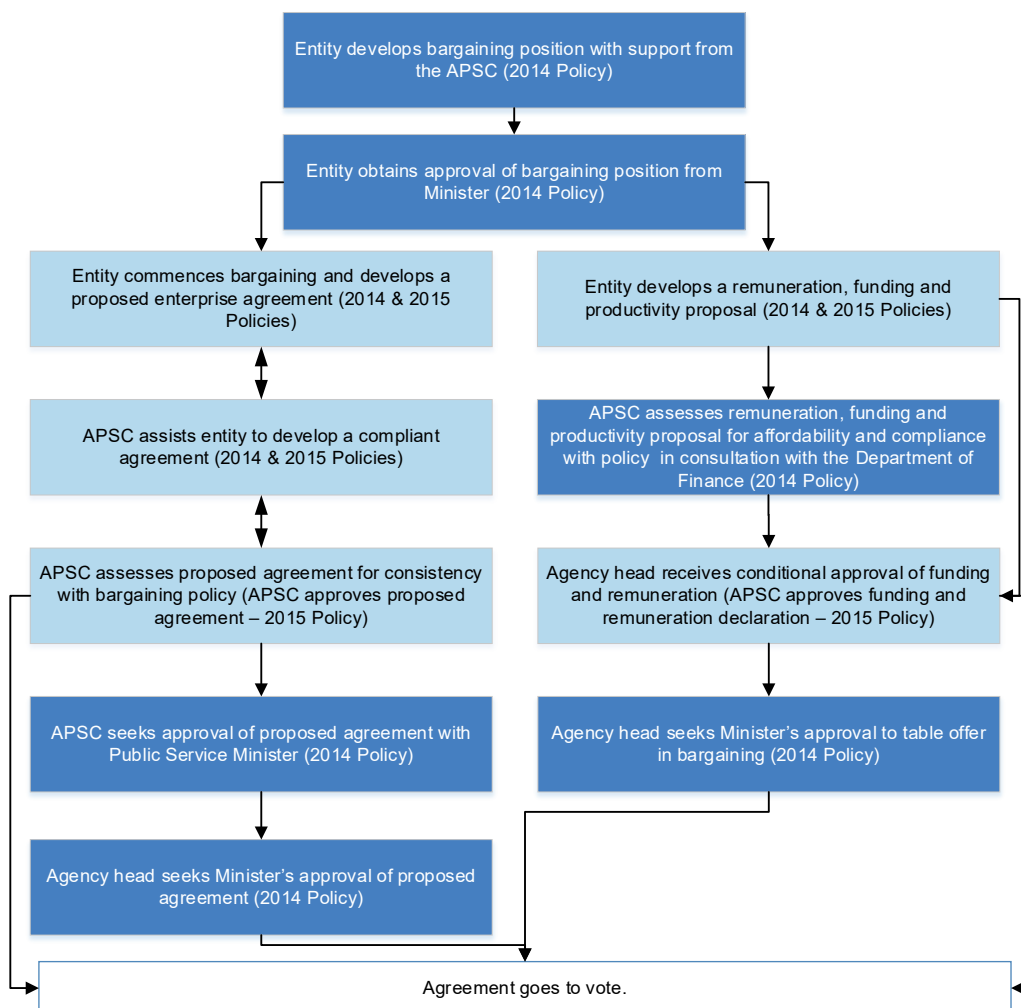 Entity develops bargaining position with support from
the APSC (2014 Policy)
Entity obtains approval of bargaining position from
Minister (2014 Policy)
Entity commences bargaining and develops a
proposed enterprise agreement (2014 & 2015
Policies)
Entity develops a remuneration, funding and
productivity proposal (2014 & 2015 Policies)
APSC assists entity to develop a compliant
agreement (2014 & 2015 Policies)
APSC assesses remuneration, funding and
productivity proposal for affordability and compliance
with policy  in consultation with the Department of
Finance (2014 Policy)
APSC assesses proposed agreement for consistency
with bargaining policy (APSC approves proposed
agreement – 2015 Policy)
Agency head receives conditional approval of funding
and remuneration (APSC approves funding and
remuneration declaration – 2015 Policy)
APSC seeks approval of proposed agreement with
Public Service Minister (2014 Policy)
Agency head seeks Minister’s approval to table offer
in bargaining (2014 Policy)
Agency head seeks Minister’s approval of proposed
agreement (2014 Policy)
Agreement goes to vote.